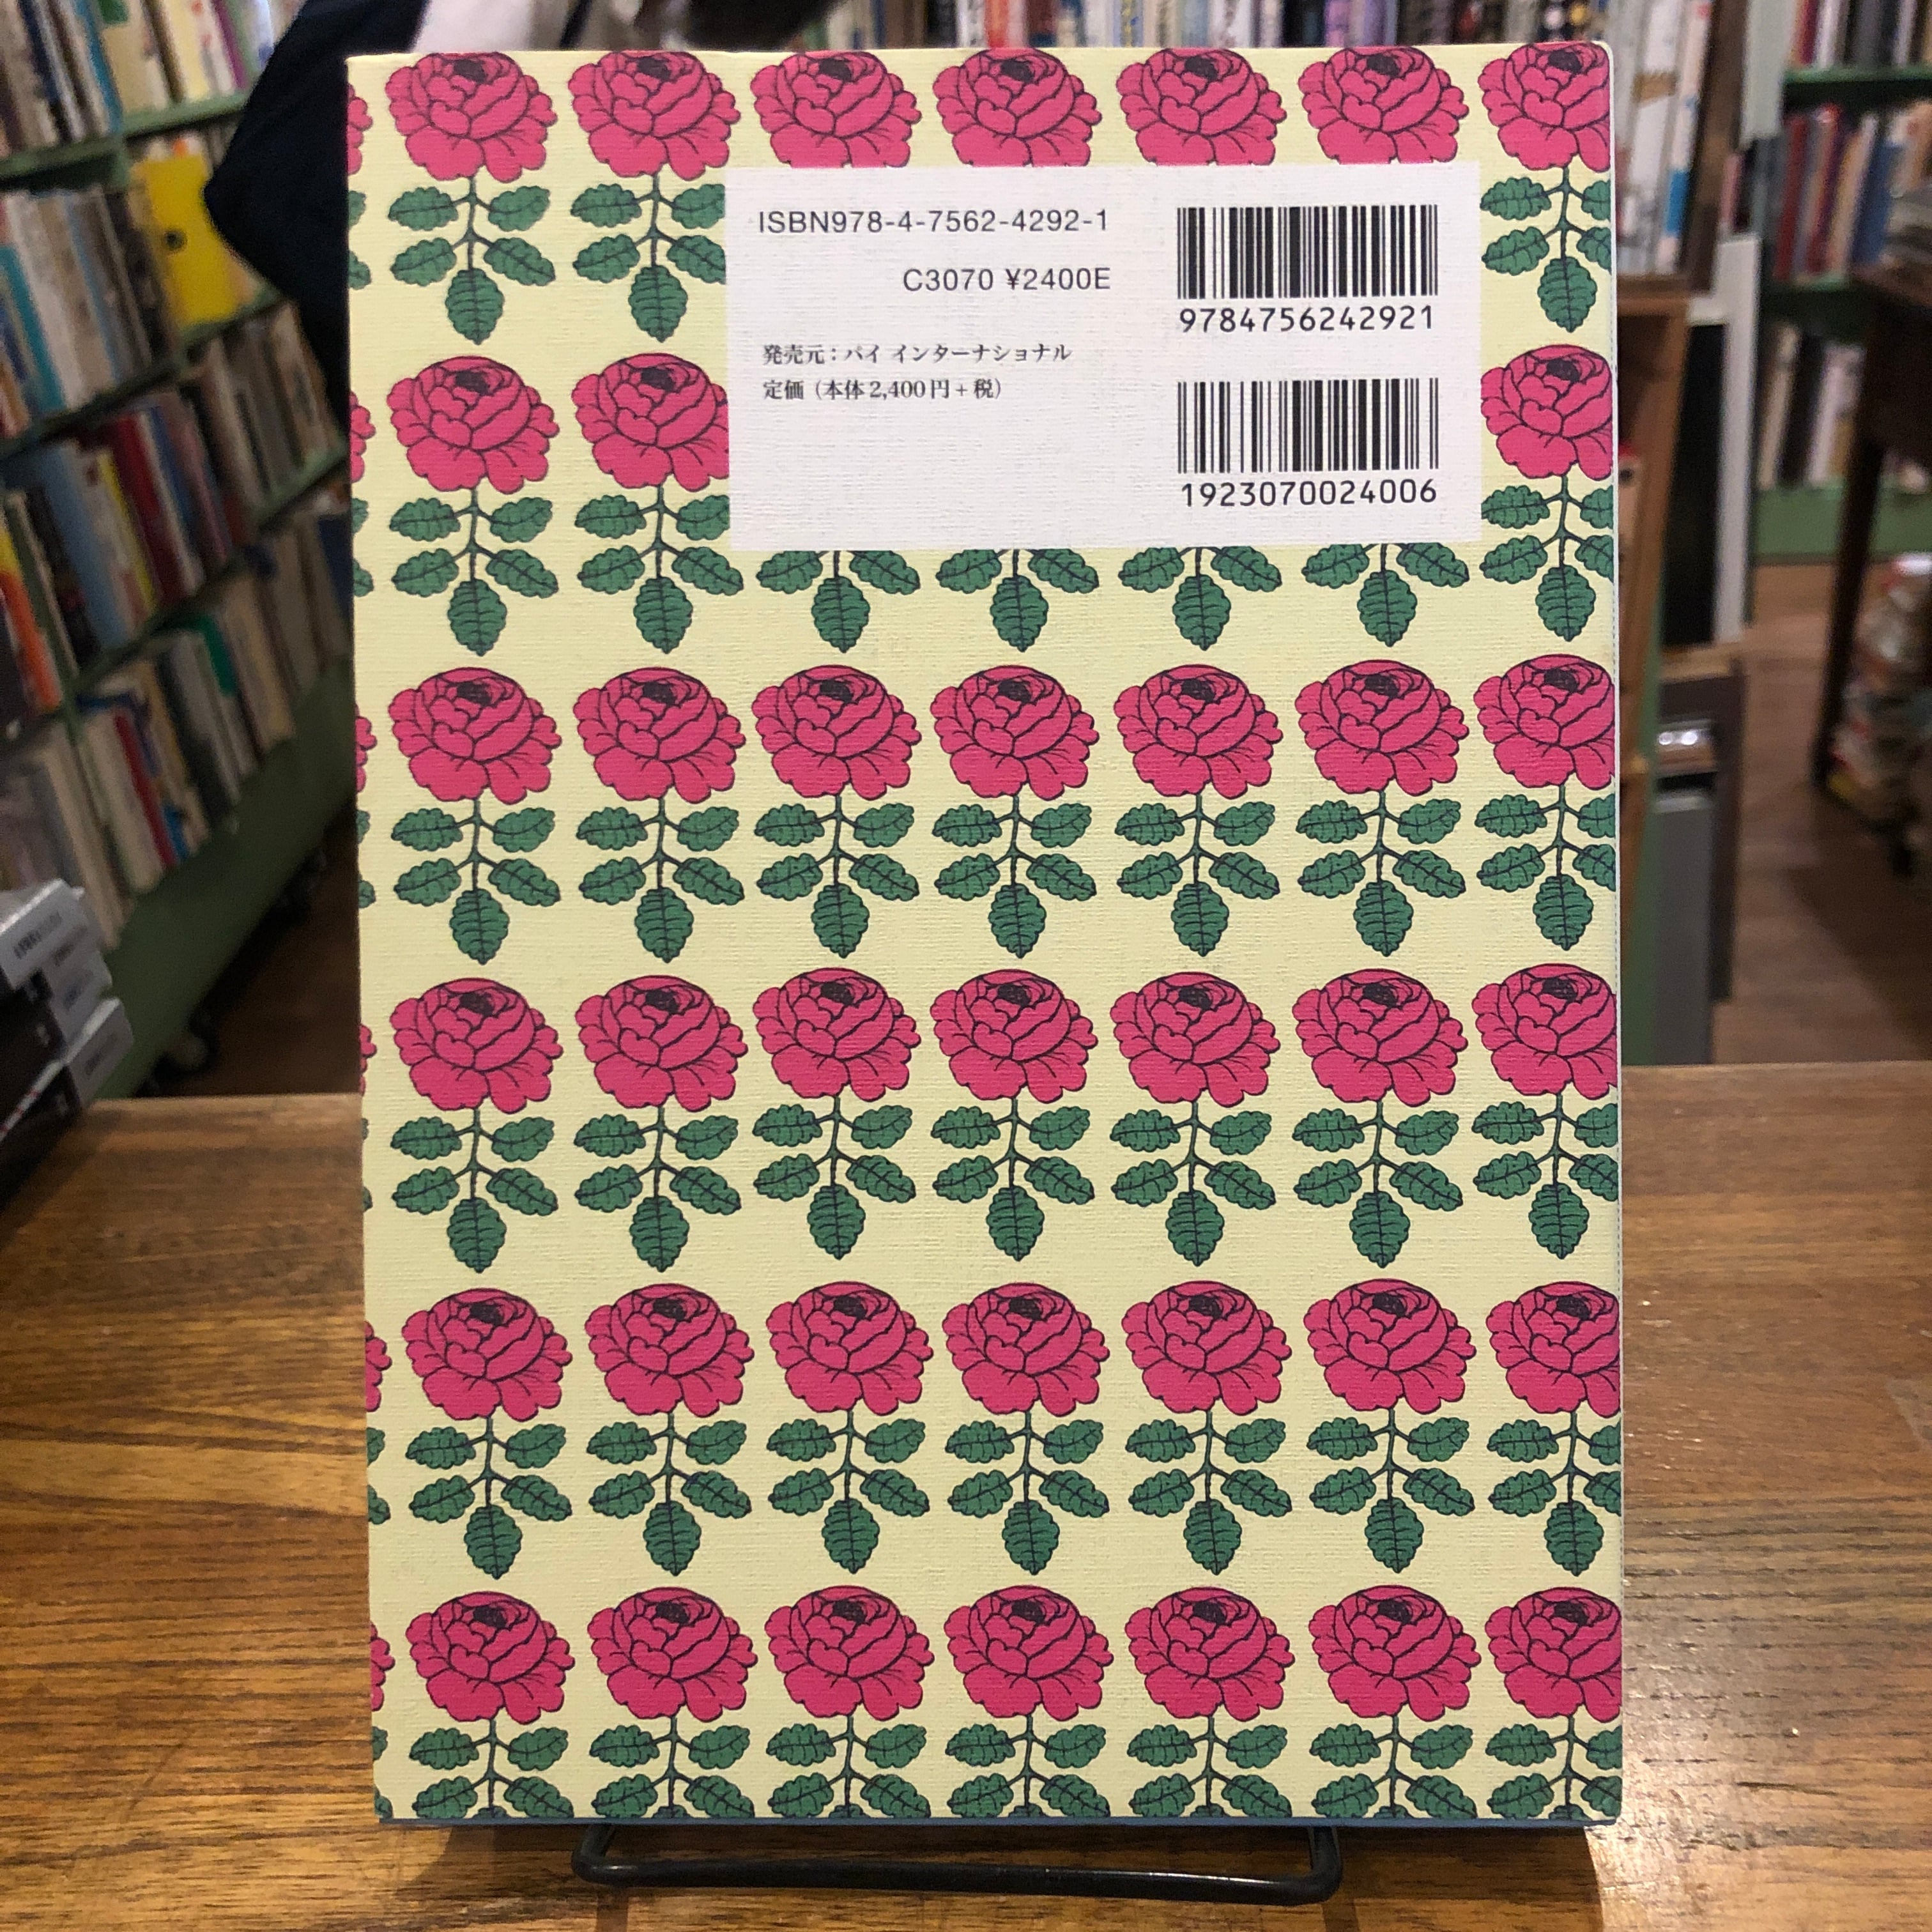 ISBN978-4-7562-4292-1
C3070 ¥2400E
発売元：パイ インターナショナル
定価（本体2,400円+税）
9784756242921
1923070024006